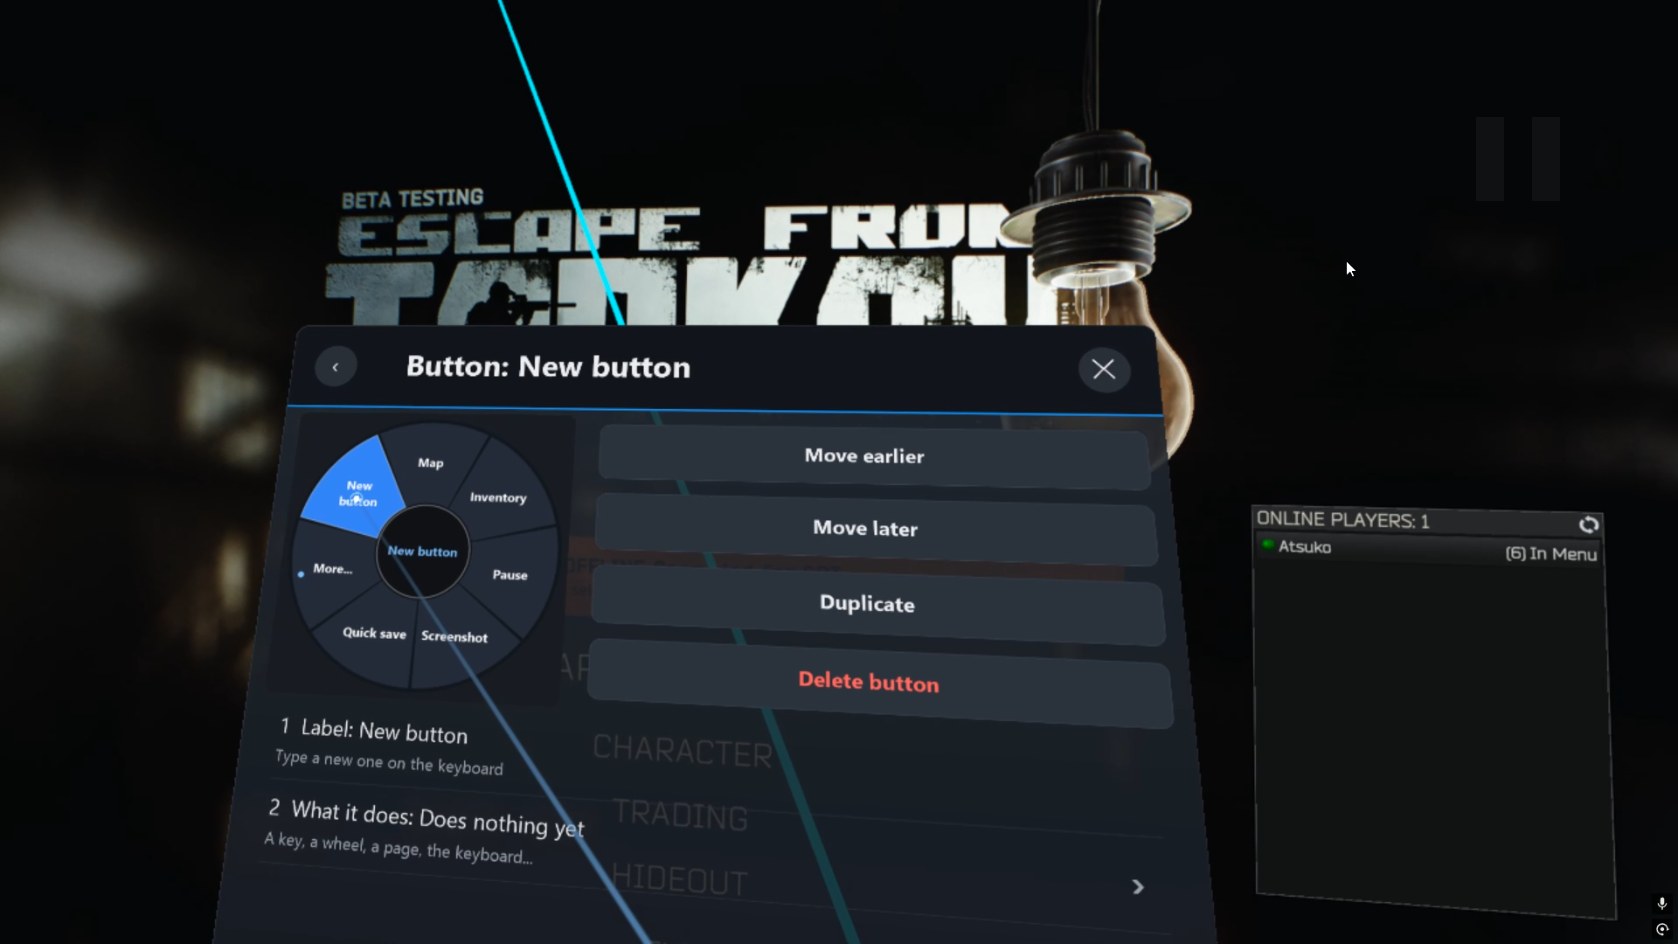 BETA TESTING
ESCAPE FROM
Button: New button
Map
New
button
Inventory
New button
More...
Pause
Quick save
Screenshot
Move earlier
Move later
Duplicate
Delete button
1 Label: New button
Type a new one on the keyboard
2 What it does: Does nothing yet
A key, a wheel, a page, the keyboard...
CHARACTER
TRADING
HIDEOUT
ONLINE PLAYERS: 1
Atsuko (6) In Menu